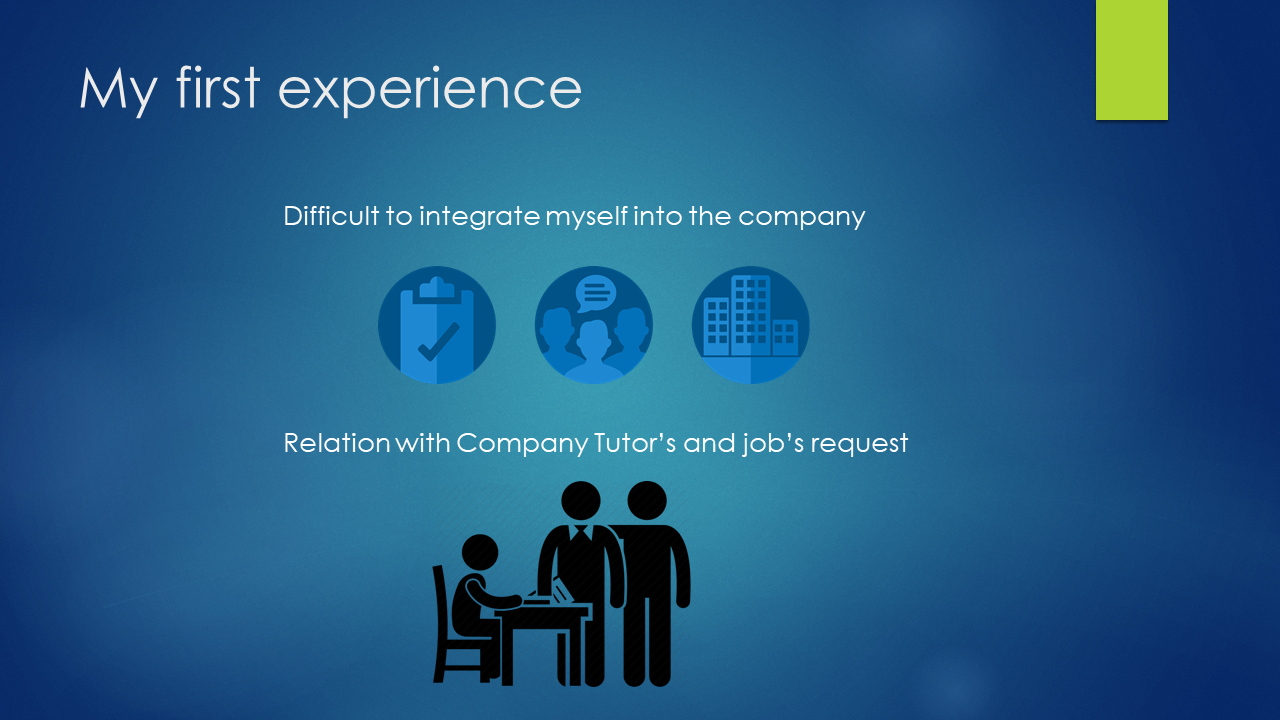 My first experience
Difficult to integrate myself into the company
Relation with Company Tutor’s and job’s request